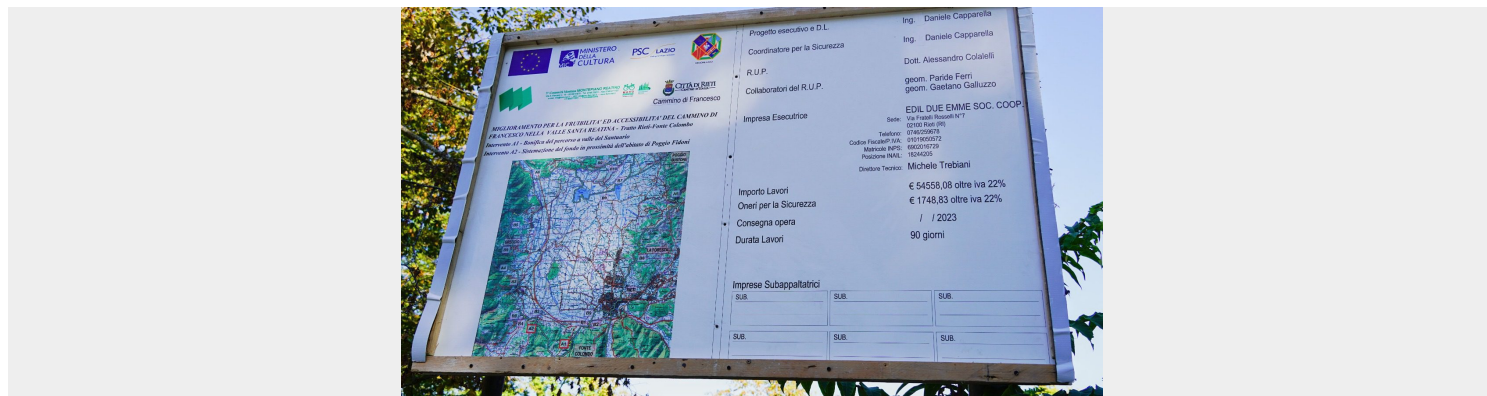 MINISTERO
DELLA
CULTURA
PSC LAZIO
CITTÀ DI RIETI
Cammino di Francesco
MIGLIORAMENTO PER LA FRUIBILITA' ED ACCESSIBILITA' DEL CAMMINO DI
FRANCESCO NELLA VALLE SANTA REATINA - Tratto Rieti-Fonte Colombo
Intervento A1 - Bonifica del percorso a valle del Santuario
Intervento A2 - Sistemazione del fondo in prossimità dell'abitato di Poggio Fidoni
LA FORESTA
RIETI
FONTE
COLOMBO
Progetto esecutivo e D.L. Ing. Daniele Capparella
Coordinatore per la Sicurezza Ing. Daniele Capparella
R.U.P. Dott. Alessandro Colalelli
Collaboratori del R.U.P. geom. Paride Ferri
geom. Gaetano Galluzzo
Impresa Esecutrice EDIL DUE EMME SOC. COOP.
Sede: Via Fratelli Rosselli N°7
02100 Rieti (RI)
Telefono: 0746/259678
Codice Fiscale/P.IVA: 01019050572
Matricole INPS: 6902016729
Posizione INAIL: 18244205
Direttore Tecnico: Michele Trebiani
Importo Lavori € 54558,08 oltre iva 22%
Oneri per la Sicurezza € 1748,83 oltre iva 22%
Consegna opera / / 2023
Durata Lavori 90 giorni
Imprese Subappaltatrici
SUB. SUB. SUB.
SUB. SUB. SUB.